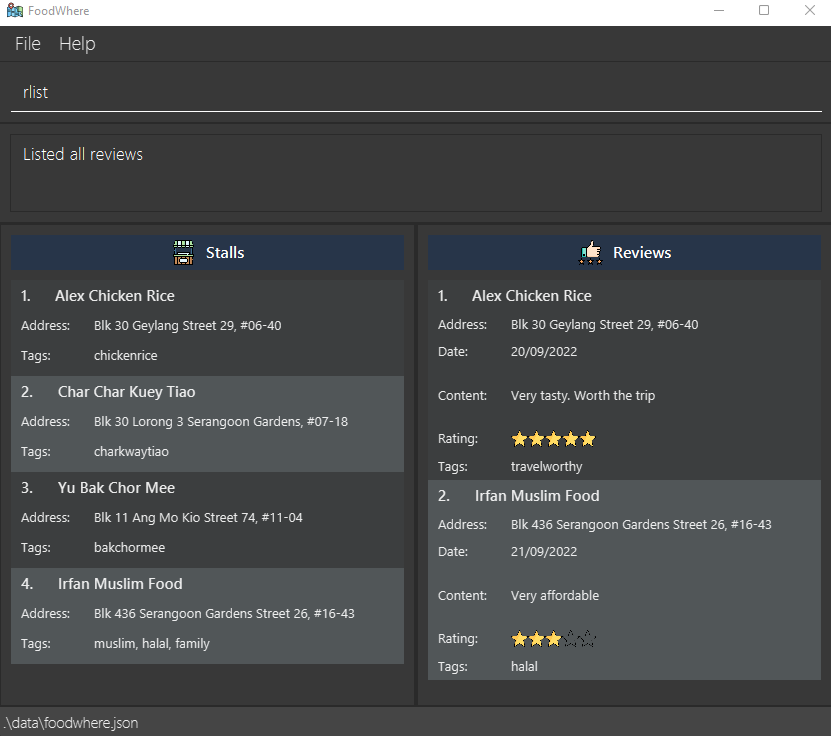 FoodWhere
File Help
rlist
Listed all reviews
Stalls
1. Alex Chicken Rice
Address: Blk 30 Geylang Street 29, #06-40
Tags: chickenrice
2. Char Char Kuey Tiao
Address: Blk 30 Lorong 3 Serangoon Gardens, #07-18
Tags: charkwaytiao
3. Yu Bak Chor Mee
Address: Blk 11 Ang Mo Kio Street 74, #11-04
Tags: bakchormee
4. Irfan Muslim Food
Address: Blk 436 Serangoon Gardens Street 26, #16-43
Tags: muslim, halal, family
Reviews
1. Alex Chicken Rice
Address: Blk 30 Geylang Street 29, #06-40
Date: 20/09/2022
Content: Very tasty. Worth the trip
Rating:
Tags: travelworthy
2. Irfan Muslim Food
Address: Blk 436 Serangoon Gardens Street 26, #16-43
Date: 21/09/2022
Content: Very affordable
Rating:
Tags: halal
.\data\foodwhere.json